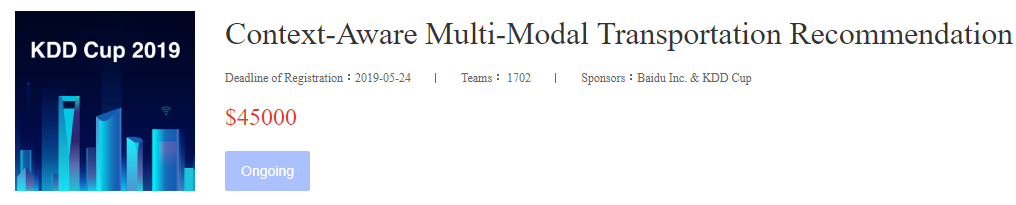 KDD Cup 2019
Context-Aware Multi-Modal Transportation Recommendation
Deadline of Registration：2019-05-24 | Teams： 1702 | Sponsors：Baidu Inc. & KDD Cup
$45000
Ongoing